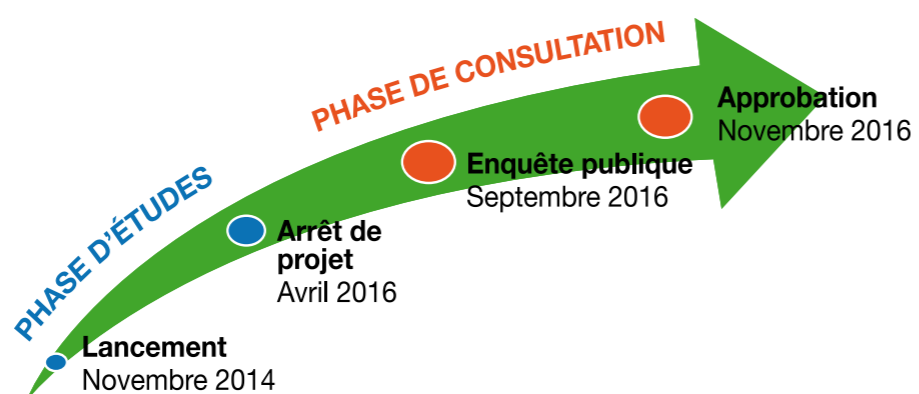 PHASE D'ÉTUDES
PHASE DE CONSULTATION
Lancement
Novembre 2014
Arrêt de
projet
Avril 2016
Enquête publique
Septembre 2016
Approbation
Novembre 2016